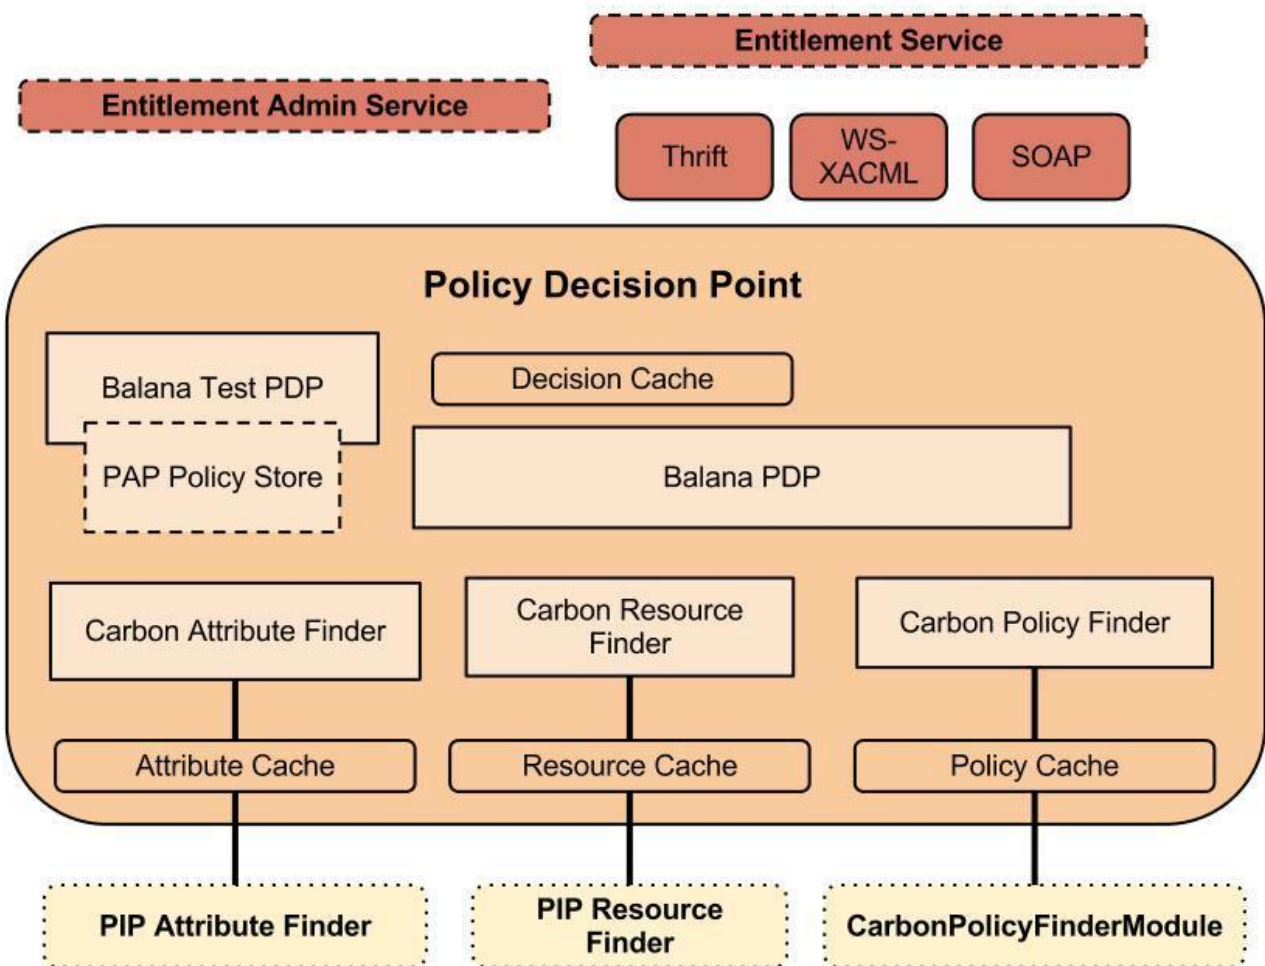 Entitlement Service
Entitlement Admin Service
Thrift
WS-
XACML
SOAP
Policy Decision Point
Balana Test PDP
Decision Cache
PAP Policy Store
Balana PDP
Carbon Attribute Finder
Carbon Resource
Finder
Carbon Policy Finder
Attribute Cache
Resource Cache
Policy Cache
PIP Attribute Finder
PIP Resource
Finder
CarbonPolicyFinderModule